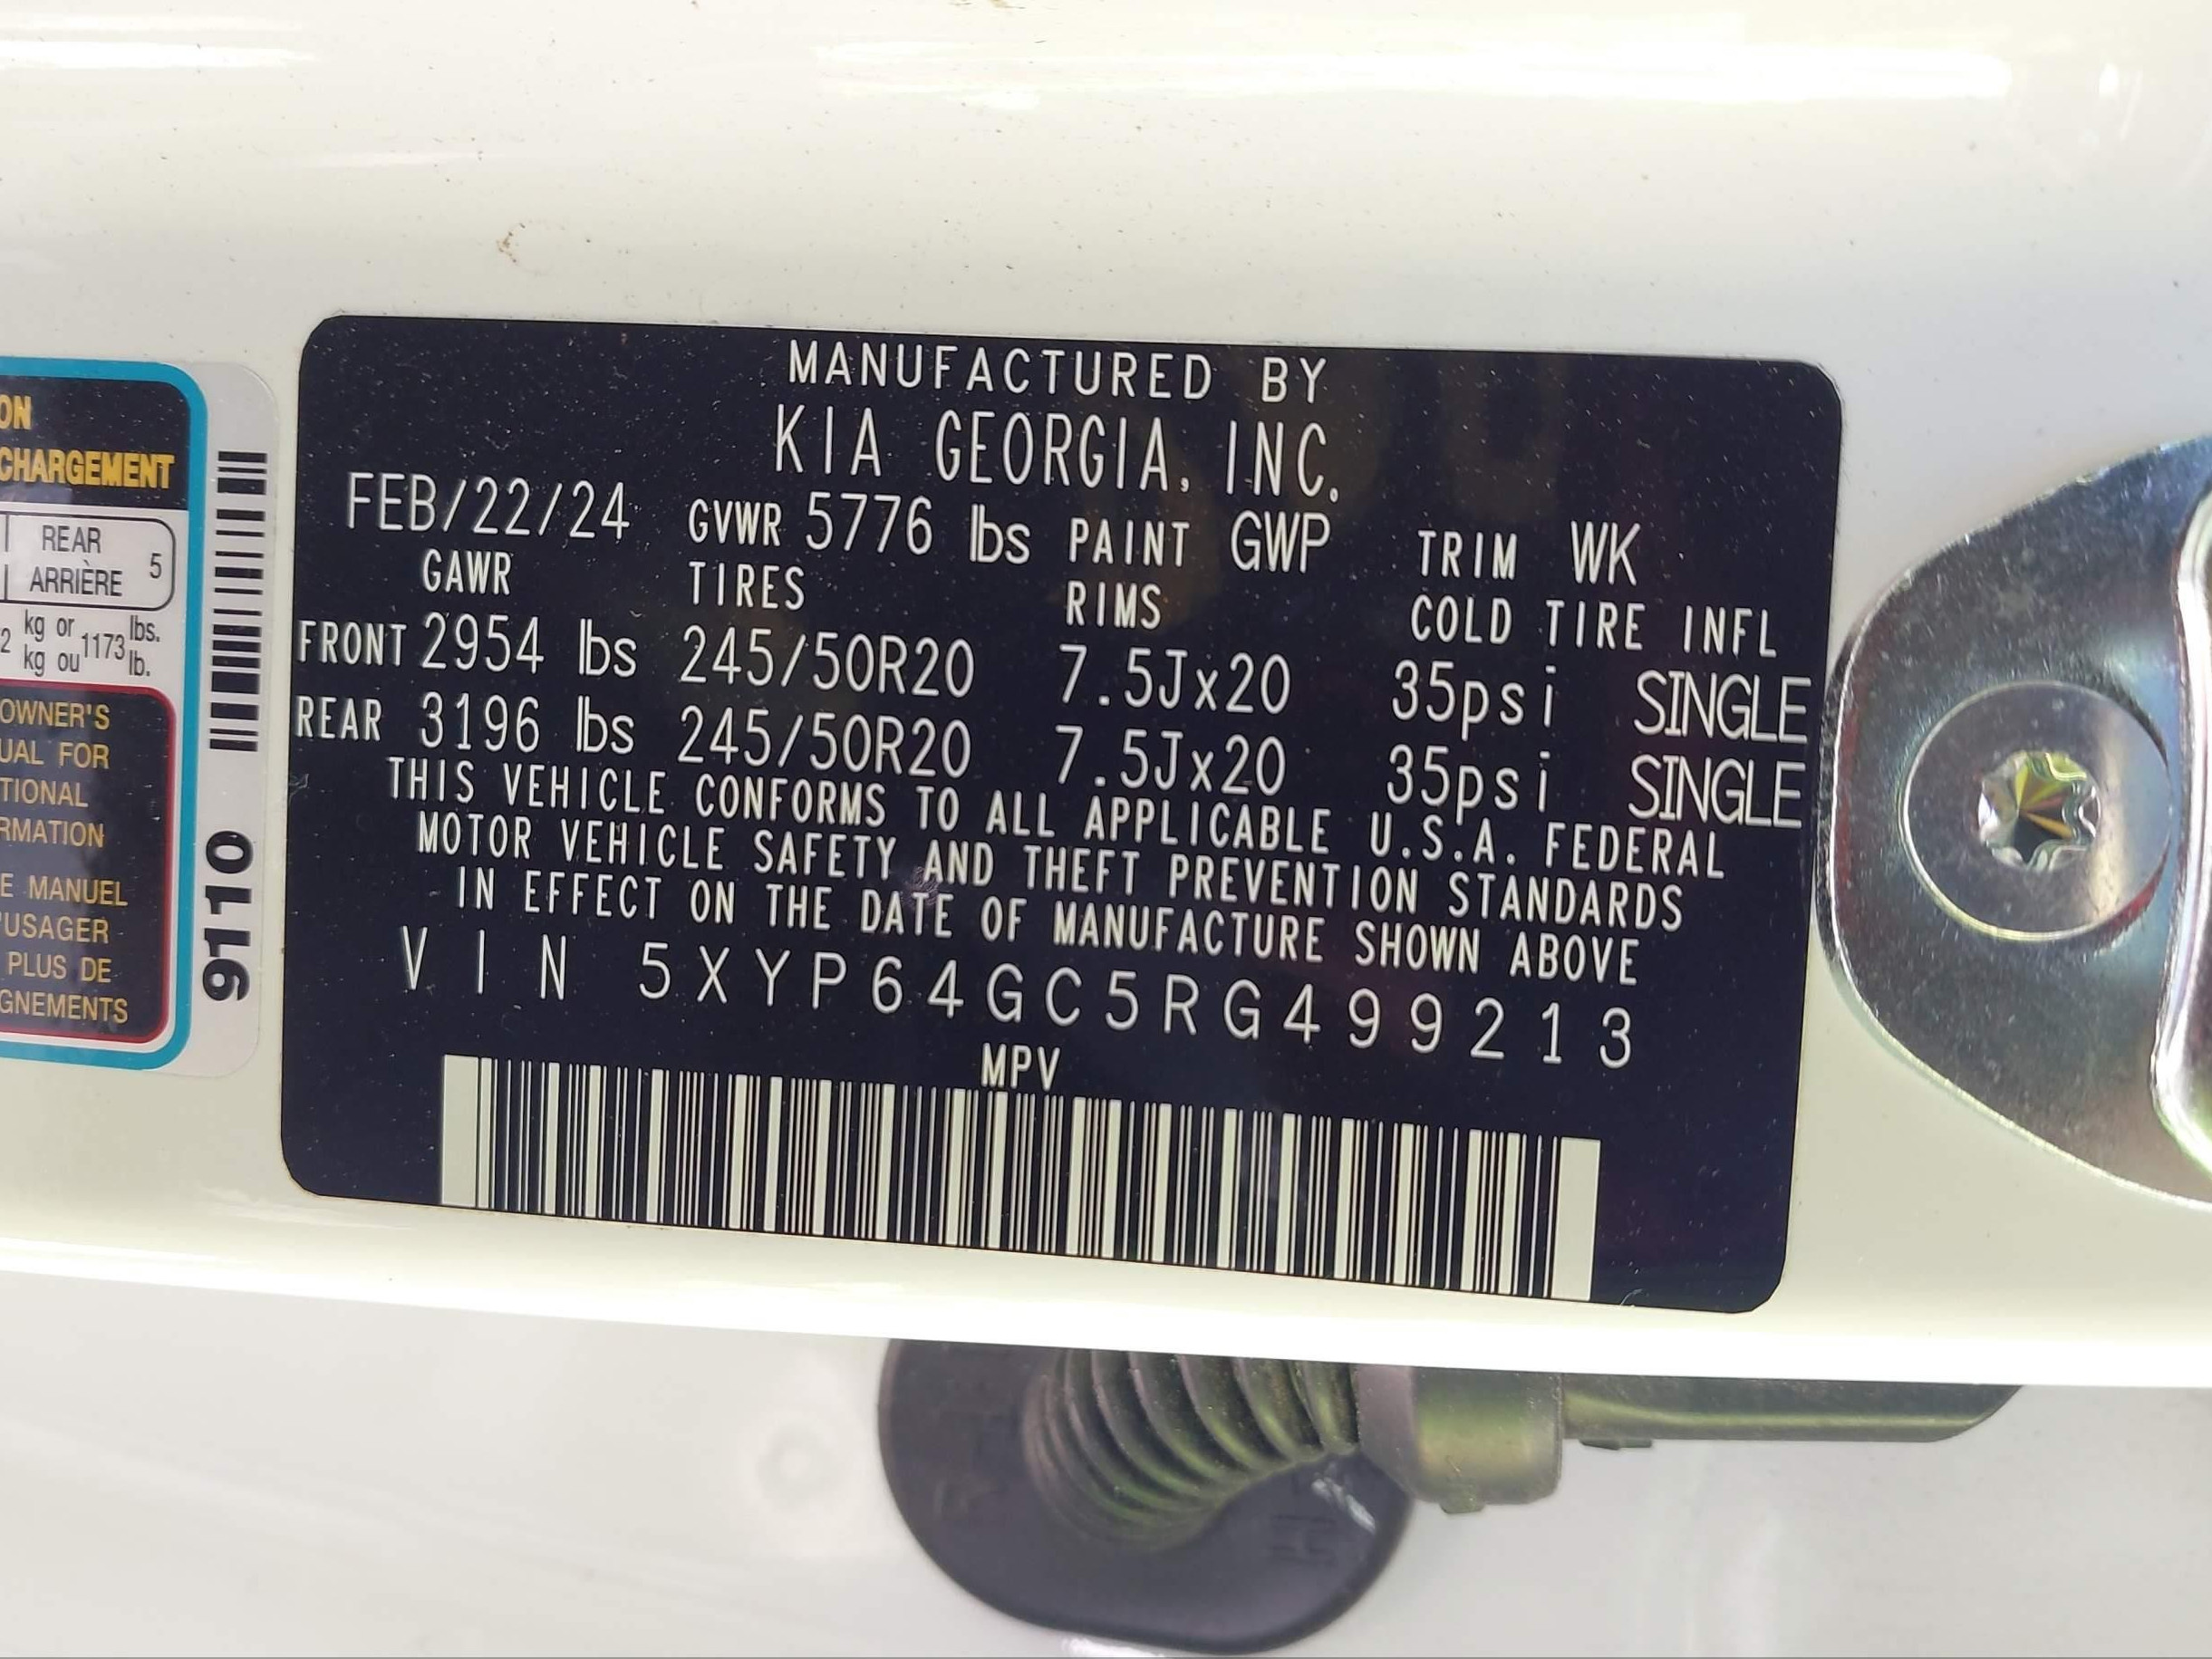 MANUFACTURED BY
KIA GEORGIA, INC.
FEB/22/24 GVWR 5776 lbs PAINT GWP TRIM WK
GAWR TIRES RIMS COLD TIRE INFL
FRONT 2954 lbs 245/50R20 7.5Jx20 35psi SINGLE
REAR 3196 lbs 245/50R20 7.5Jx20 35psi SINGLE
THIS VEHICLE CONFORMS TO ALL APPLICABLE U.S.A. FEDERAL
MOTOR VEHICLE SAFETY AND THEFT PREVENTION STANDARDS
IN EFFECT ON THE DATE OF MANUFACTURE SHOWN ABOVE
VIN 5XYP64GC5RG499213
MPV
ON
CHARGEMENT
REAR 5
ARRIÈRE
2 kg or 1173 lbs.
kg ou lb.
OWNER'S
UAL FOR
TIONAL
RMATION
E MANUEL
'USAGER
PLUS DE
GNEMENTS
9110